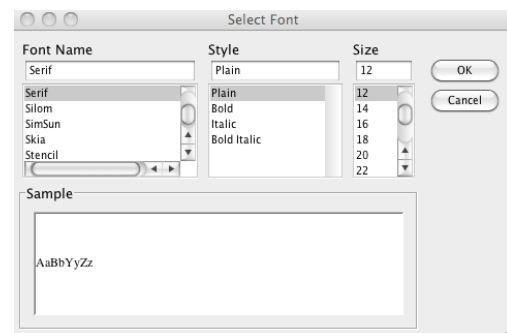 Select Font
Font Name
Style
Size
Serif
Plain
12
OK
Cancel
Serif
Silom
SimSun
Skia
Stencil
Plain
Bold
Italic
Bold Italic
12
14
16
18
20
22
Sample
AaBbYyZz